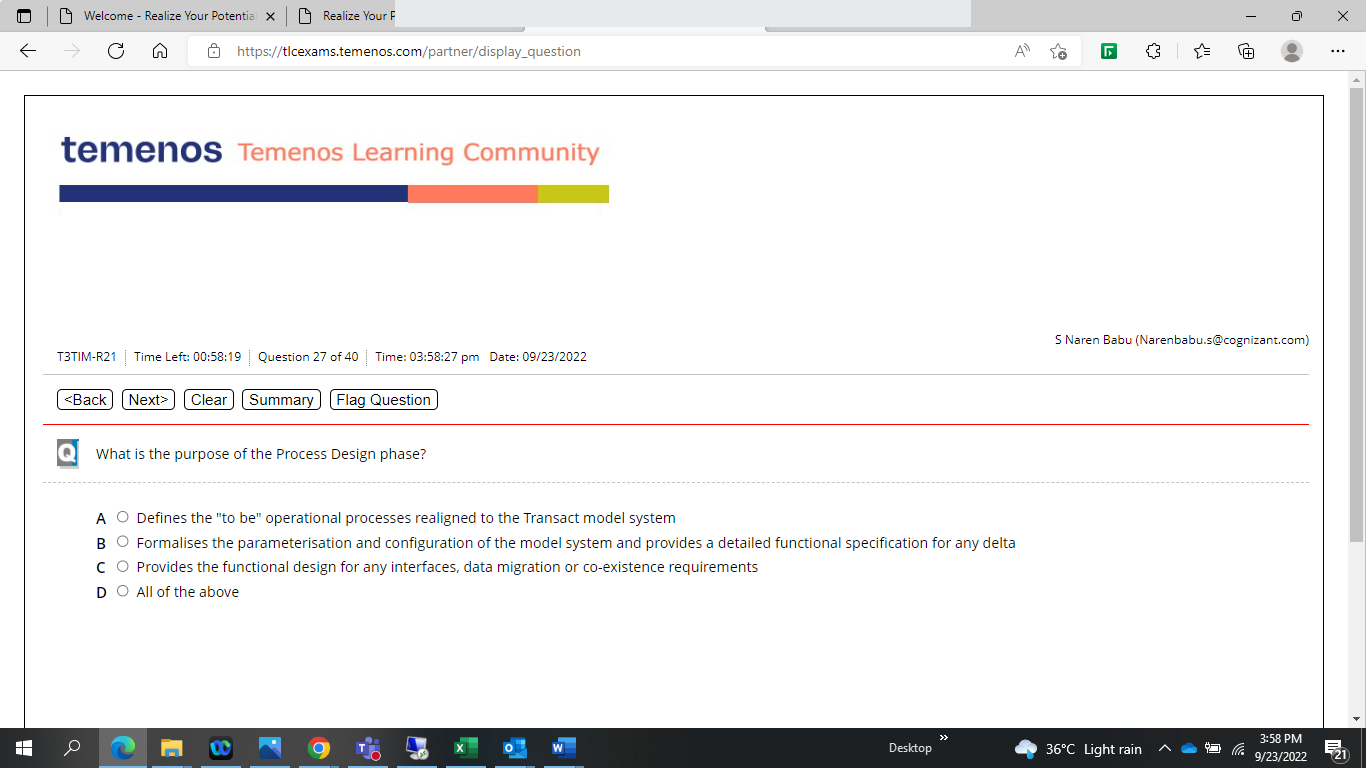 Welcome - Realize Your Potential
Realize Your P
https://tlcexams.temenos.com/partner/display_question
temenos Temenos Learning Community
S Naren Babu (Narenbabu.s@cognizant.com)
T3TIM-R21 Time Left: 00:58:19 Question 27 of 40 Time: 03:58:27 pm Date: 09/23/2022
<Back Next> Clear Summary Flag Question
Q What is the purpose of the Process Design phase?
A Defines the "to be" operational processes realigned to the Transact model system
B Formalises the parameterisation and configuration of the model system and provides a detailed functional specification for any delta
C Provides the functional design for any interfaces, data migration or co-existence requirements
D All of the above
Desktop
36°C Light rain
3:58 PM
9/23/2022
21